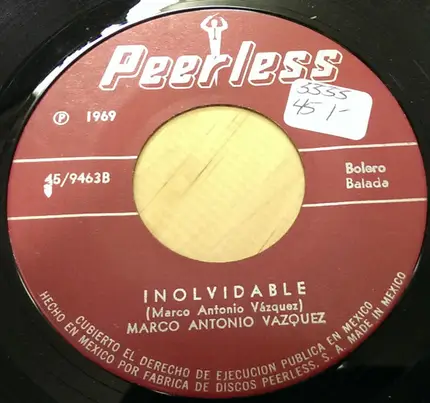 Peerless
3355
45 1-
Ⓟ 1969
45/9463B
Bolero
Balada
INOLVIDABLE
(Marco Antonio Vázquez)
MARCO ANTONIO VAZQUEZ
CUBIERTO EL DERECHO DE EJECUCION PUBLICA EN MEXICO
HECHO EN MEXICO POR FABRICA DE DISCOS PEERLESS. S. A. MADE IN MEXICO